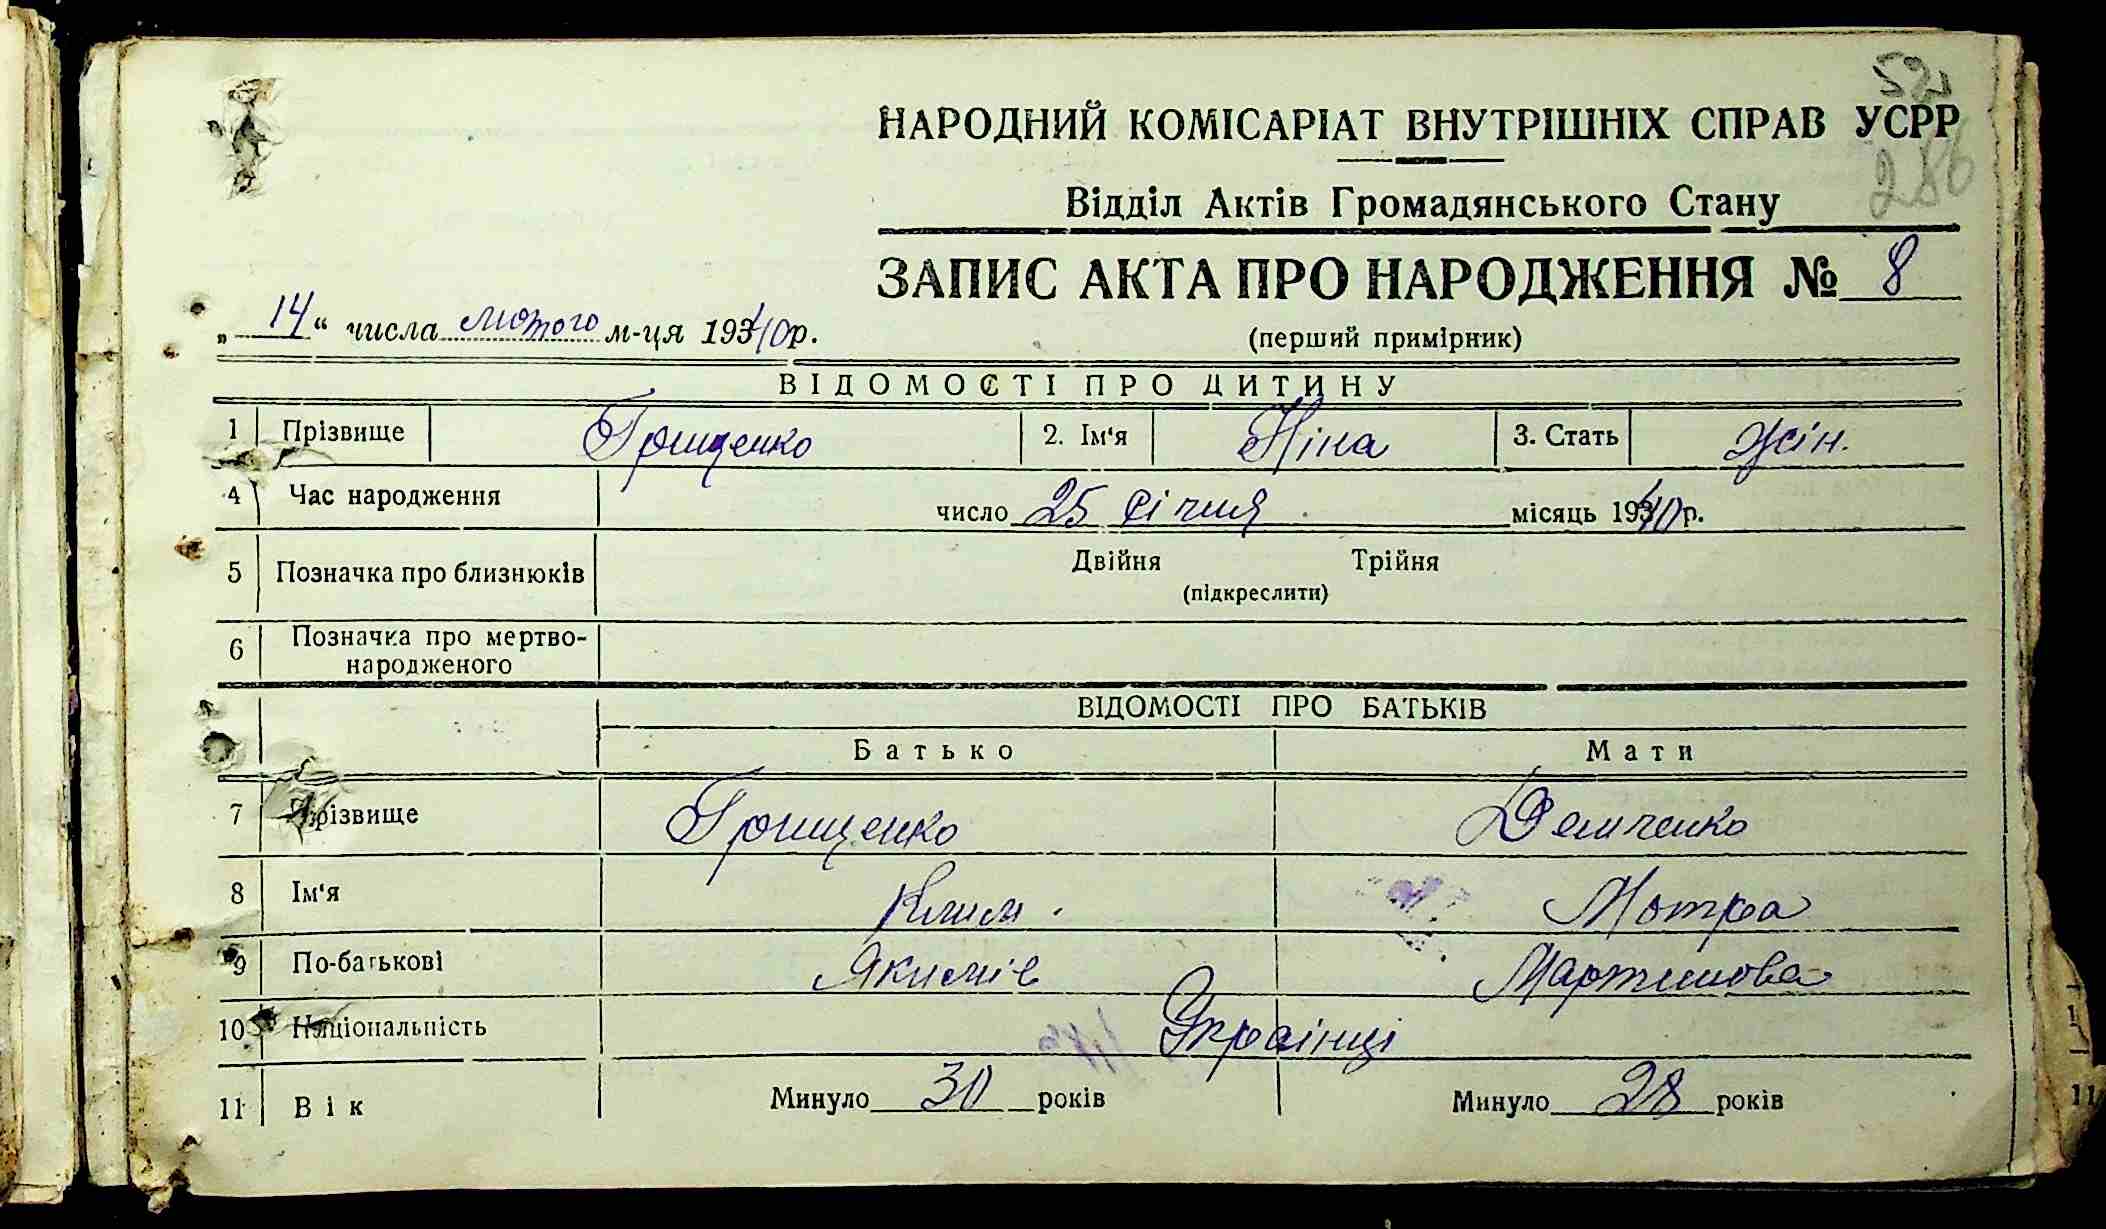 52
НАРОДНИЙ КОМІСАРІАТ ВНУТРІШНІХ СПРАВ УСРР
286
Відділ Актів Громадянського Стану
ЗАПИС АКТА ПРО НАРОДЖЕННЯ № 8
„14“ числа лютого м-ця 1940р.
(перший примірник)
ВІДОМОСТІ ПРО ДИТИНУ
1 Прізвище Грищенко 2. Ім‘я Ніна 3. Стать жін.
4 Час народження число 25 січня місяць 1940р.
5 Позначка про близнюків Двійня Трійня
(підкреслити)
6 Позначка про мертво-
народженого
ВІДОМОСТІ ПРО БАТЬКІВ
Батько Мати
7 Прізвище Грищенко Демченко
8 Ім‘я Клим. Мотра
9 По-батькові Якимів Мартинова
10 Національність Українці
11 Вік Минуло 30 років Минуло 28 років
11